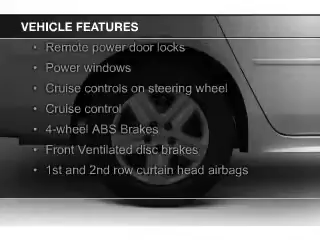 VEHICLE FEATURES
• Remote power door locks
• Power windows
• Cruise controls on steering wheel
• Cruise control
• 4-wheel ABS Brakes
• Front Ventilated disc brakes
• 1st and 2nd row curtain head airbags